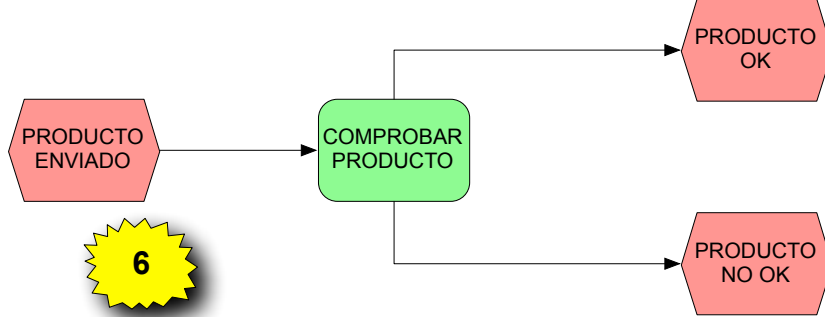 PRODUCTO
ENVIADO
COMPROBAR
PRODUCTO
PRODUCTO
OK
PRODUCTO
NO OK
6